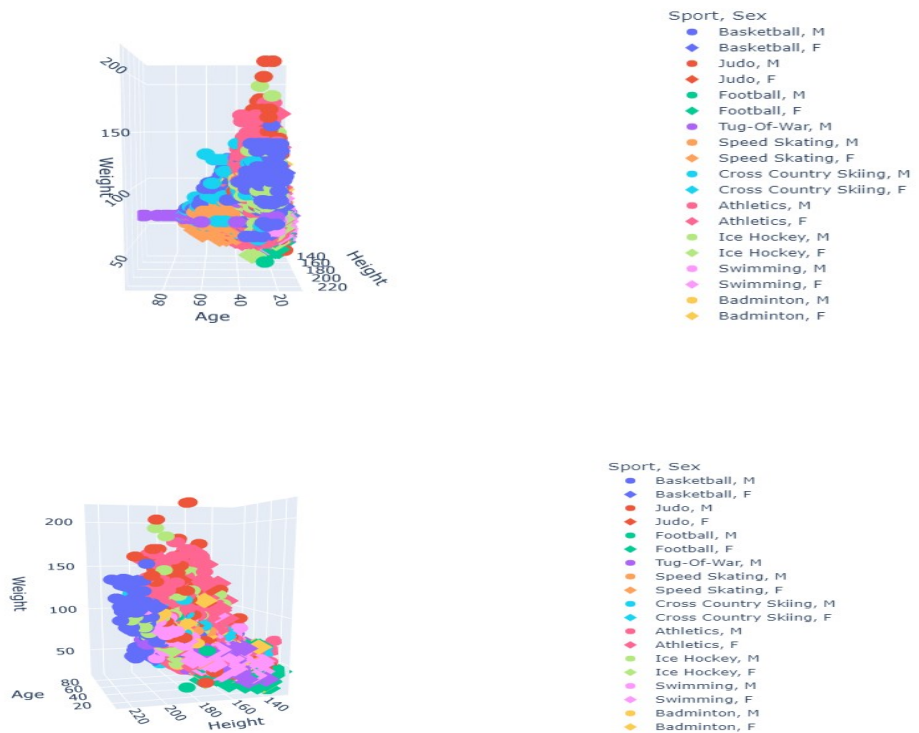 Sport, Sex
Basketball, M
Basketball, F
Judo, M
Judo, F
Football, M
Football, F
Tug-Of-War, M
Speed Skating, M
Speed Skating, F
Cross Country Skiing, M
Cross Country Skiing, F
Athletics, M
Athletics, F
Ice Hockey, M
Ice Hockey, F
Swimming, M
Swimming, F
Badminton, M
Badminton, F
200
150
Weight
100
50
140
160
180
200
220
Height
80
60
40
20
Age
Sport, Sex
Basketball, M
Basketball, F
Judo, M
Judo, F
Football, M
Football, F
Tug-Of-War, M
Speed Skating, M
Speed Skating, F
Cross Country Skiing, M
Cross Country Skiing, F
Athletics, M
Athletics, F
Ice Hockey, M
Ice Hockey, F
Swimming, M
Swimming, F
Badminton, M
Badminton, F
200
150
Weight
100
50
80
60
40
20
Age
220
200
180
160
140
Height